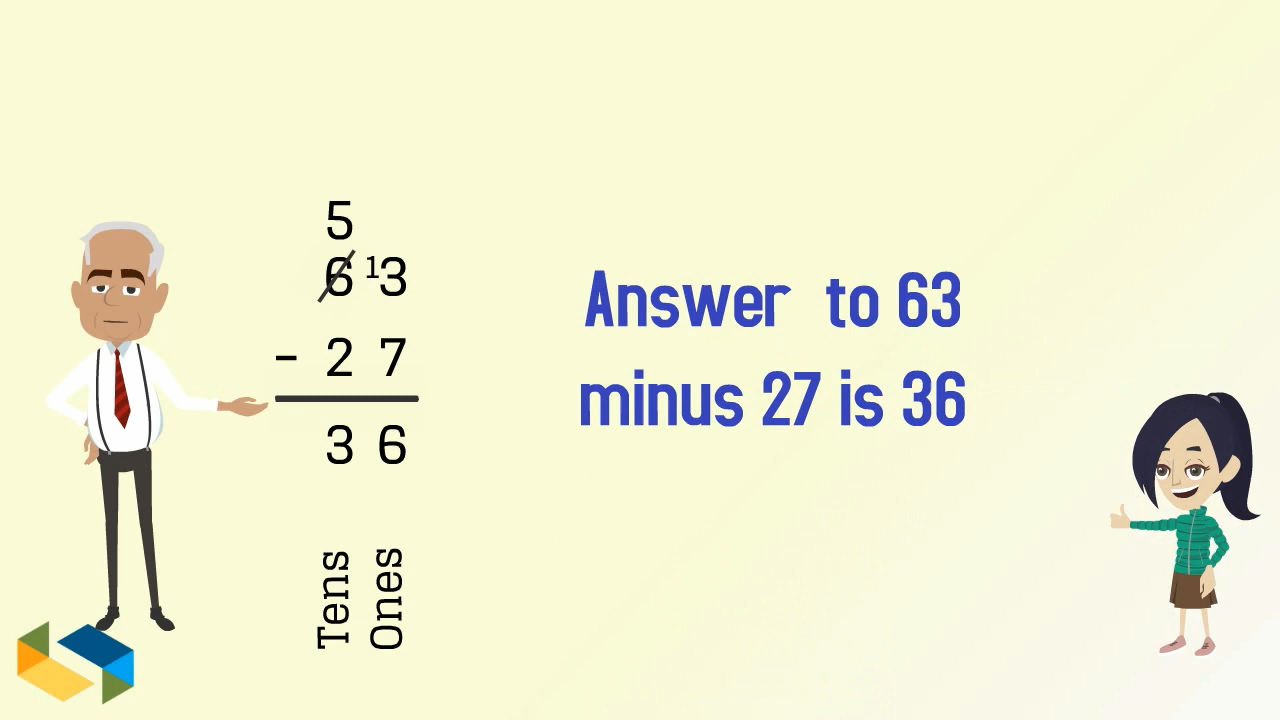 5
6 13
- 2 7
3 6
Tens
Ones
Answer to 63
minus 27 is 36